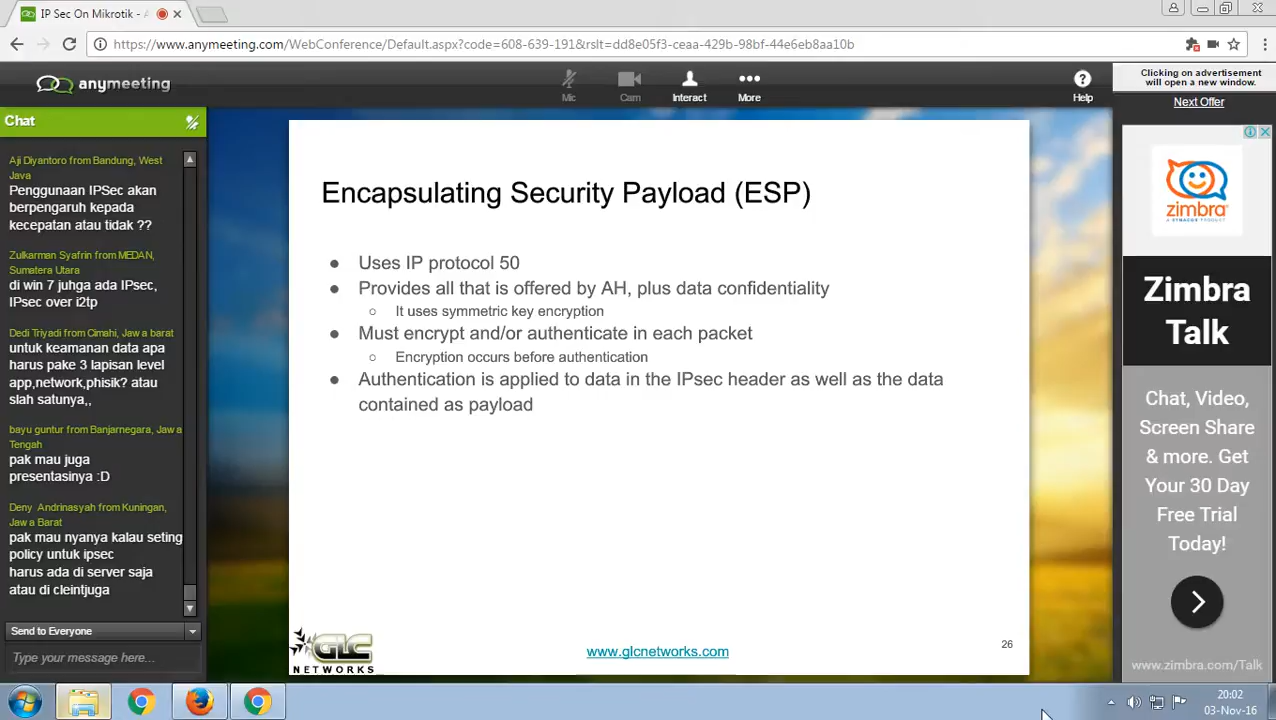 IP Sec On Mikrotik - A
https://www.anymeeting.com/WebConference/Default.aspx?code=608-639-191&rslt=dd8e05f3-ceaa-429b-98bf-44e6eb8aa10b
anymeeting
Mic
Cam
Interact
More
Help
Clicking on advertisement
will open a new window.
Next Offer
Chat
Aji Diyantoro from Bandung, West
Java
Penggunaan IPSec akan
berpengaruh kepada
kecepatan atau tidak ??
Zulkarman Syafrin from MEDAN,
Sumatera Utara
di win 7 juhga ada IPsec,
IPsec over i2tp
Dedi Triyadi from Cimahi, Jawa barat
untuk keamanan data apa
harus pake 3 lapisan level
app,network,phisik? atau
slah satunya,,
bayu guntur from Banjarnegara, Jawa
Tengah
pak mau juga
presentasinya :D
Deny Andrinasyah from Kuningan,
Jawa Barat
pak mau nyanya kalau seting
policy untuk ipsec
harus ada di server saja
atau di cleintjuga
Send to Everyone
Type your message here...
Encapsulating Security Payload (ESP)
● Uses IP protocol 50
● Provides all that is offered by AH, plus data confidentiality
○ It uses symmetric key encryption
● Must encrypt and/or authenticate in each packet
○ Encryption occurs before authentication
● Authentication is applied to data in the IPsec header as well as the data
contained as payload
GLC
NETWORKS
www.glcnetworks.com
26
zimbra
A SYNACOR PRODUCT
Zimbra
Talk
Chat, Video,
Screen Share
& more. Get
Your 30 Day
Free Trial
Today!
www.zimbra.com/Talk
20:02
03-Nov-16